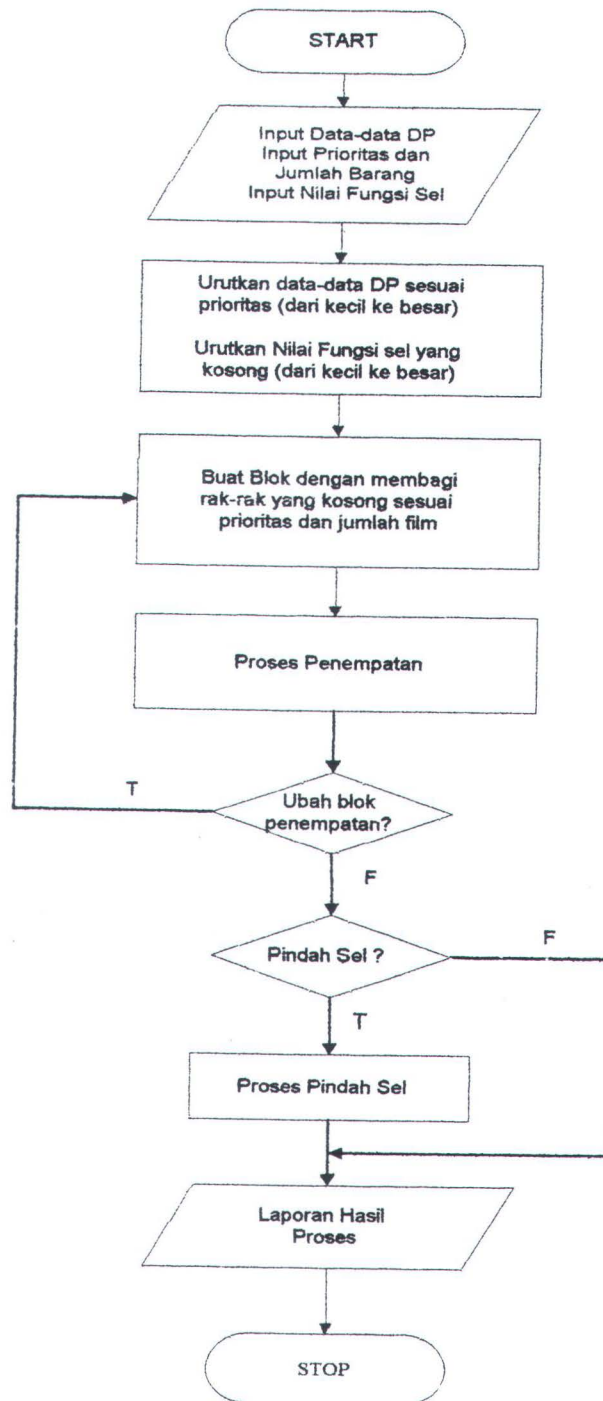 START
Input Data-data DP
Input Prioritas dan
Jumlah Barang
Input Nilai Fungsi Sel
Urutkan data-data DP sesuai
prioritas (dari kecil ke besar)
Urutkan Nilai Fungsi sel yang
kosong (dari kecil ke besar)
Buat Blok dengan membagi
rak-rak yang kosong sesuai
prioritas dan jumlah film
Proses Penempatan
T
Ubah blok
penempatan?
F
Pindah Sel ?
F
T
Proses Pindah Sel
Laporan Hasil
Proses
STOP